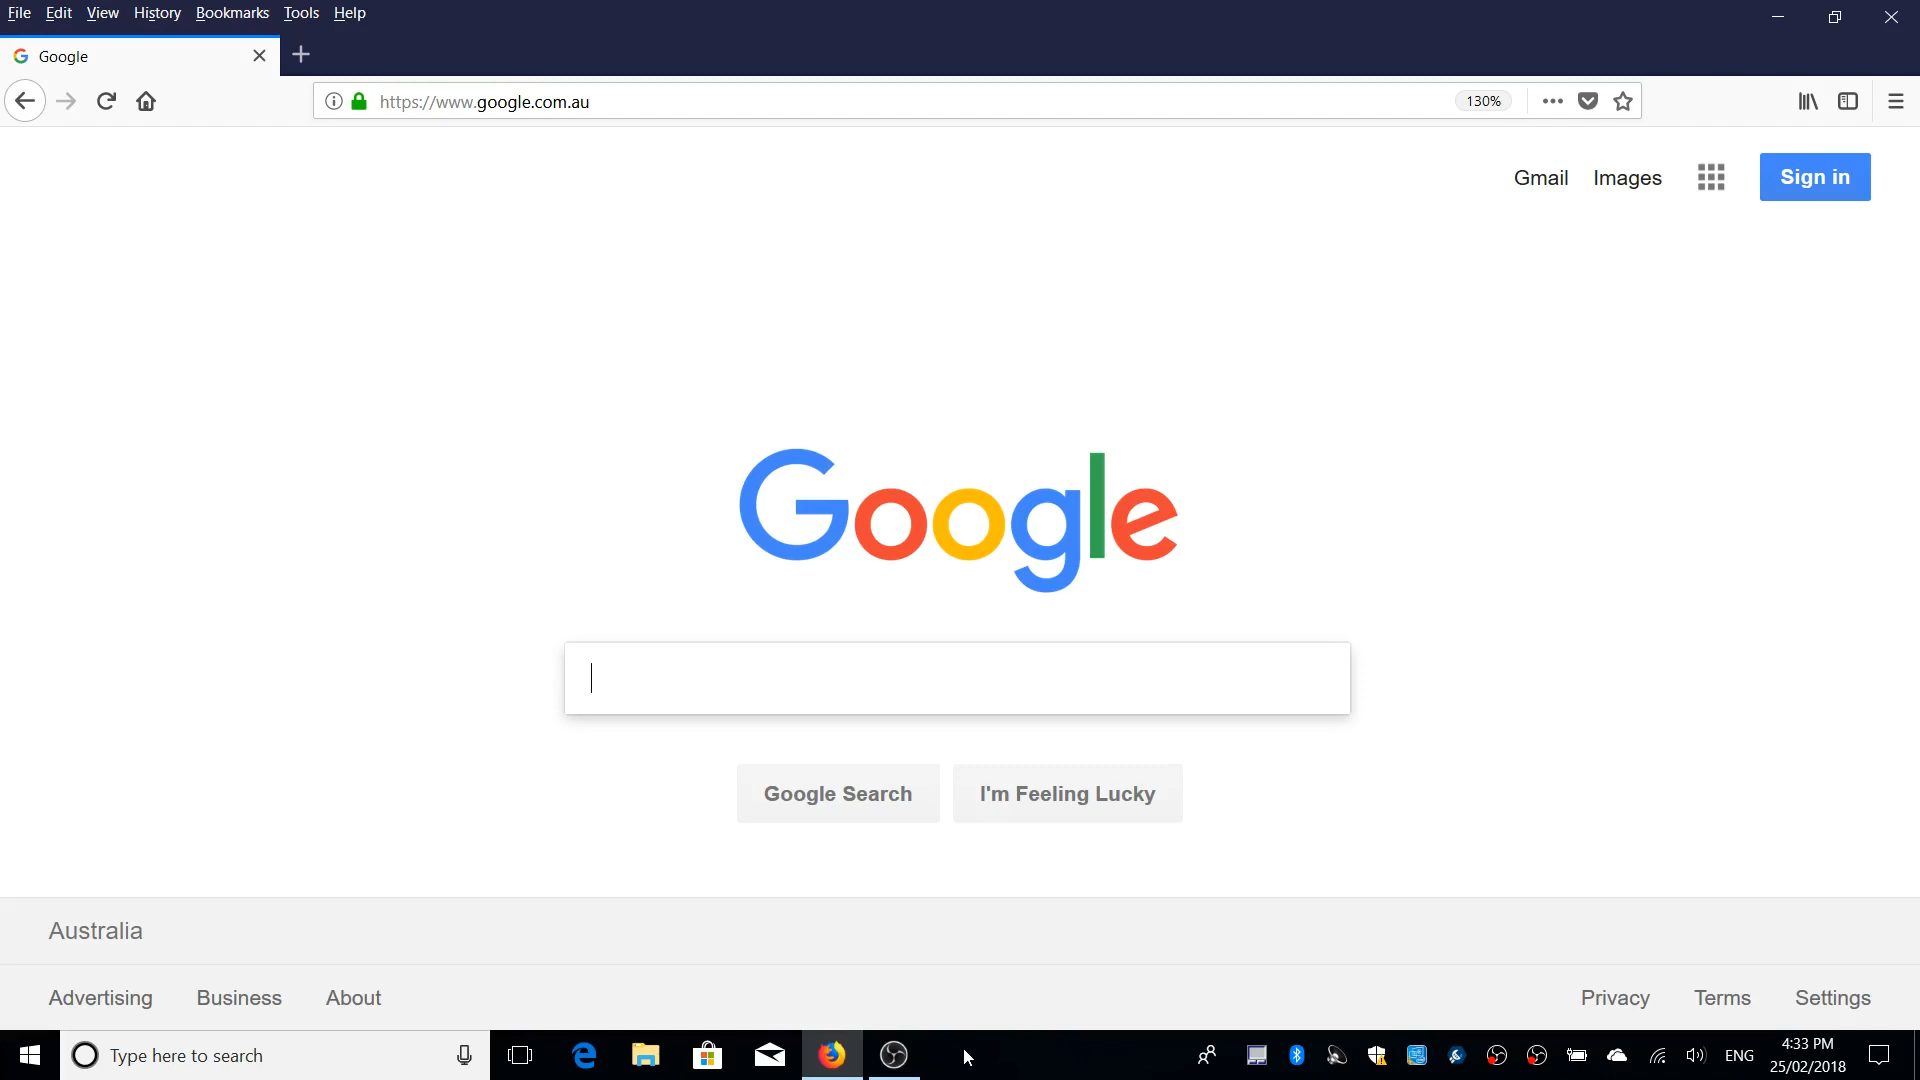 File Edit View History Bookmarks Tools Help
Google
https://www.google.com.au 130%
Gmail Images Sign in
Google
Google Search I'm Feeling Lucky
Australia
Advertising Business About Privacy Terms Settings
Type here to search ENG 4:33 PM
25/02/2018